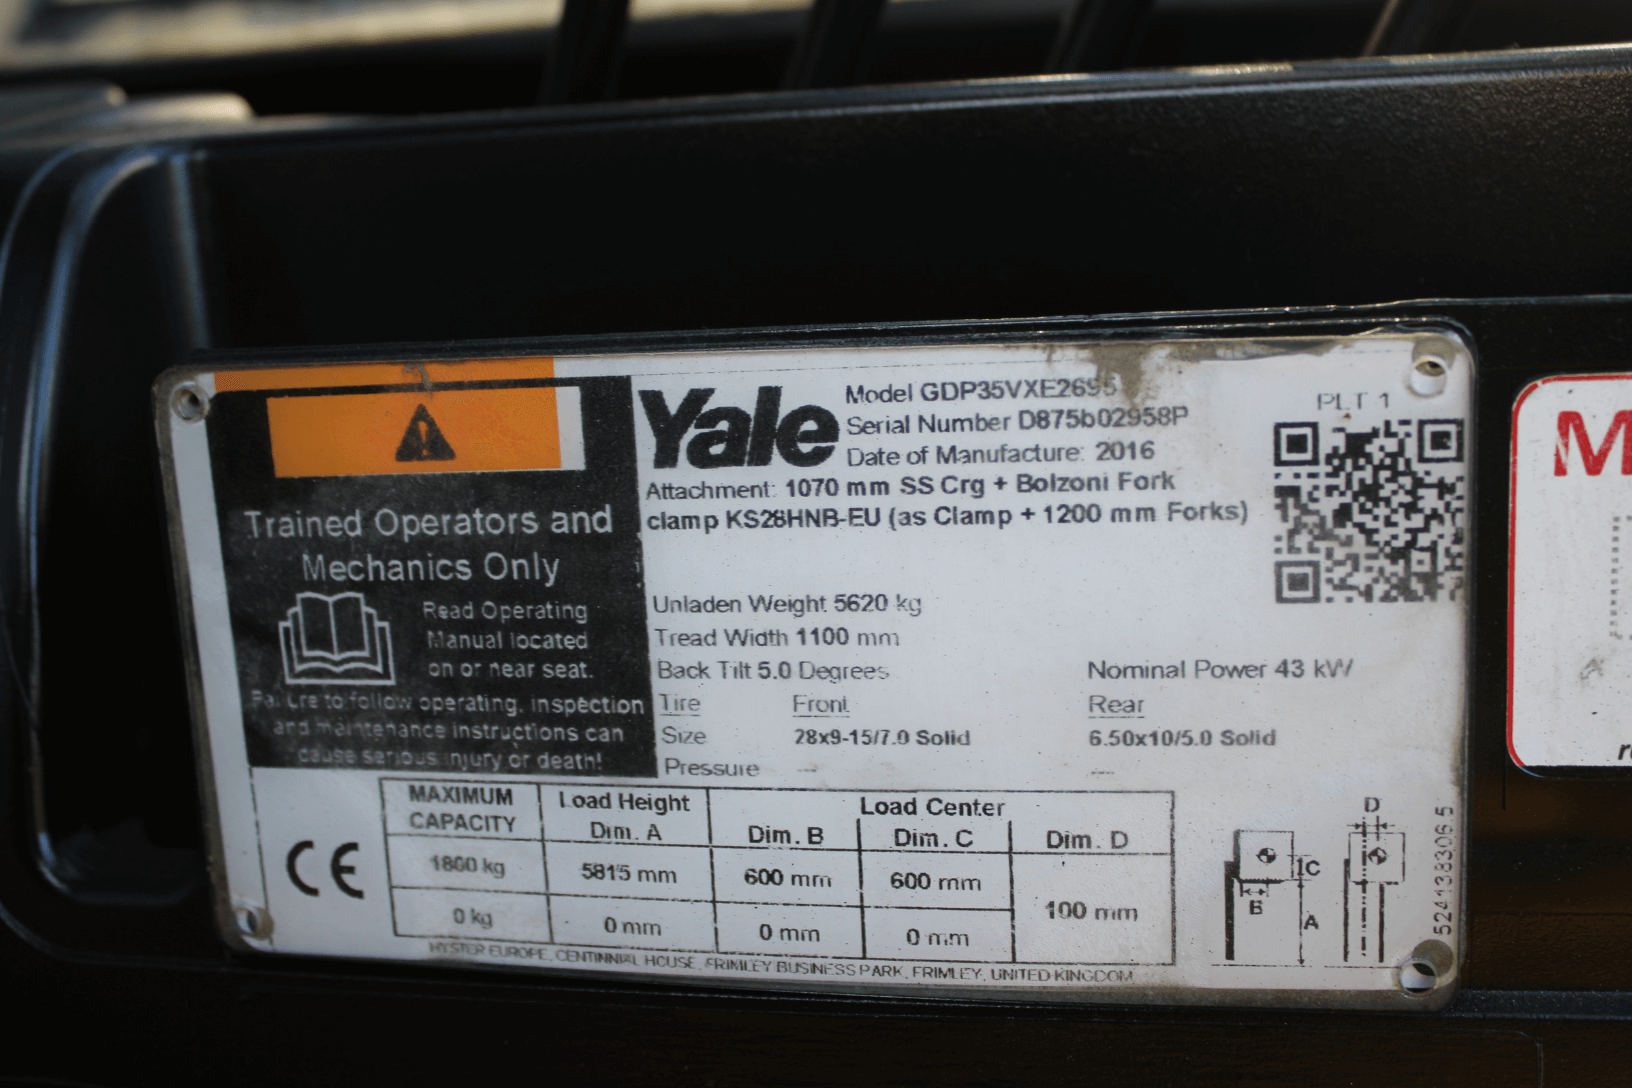 Yale
Model GDP35VXE2695
Serial Number D875b02958P
Date of Manufacture: 2016
Attachment: 1070 mm SS Crg + Bolzoni Fork
clamp KS28HNB-EU (as Clamp + 1200 mm Forks)
PLT 1
Trained Operators and
Mechanics Only
Read Operating
Manual located
on or near seat.
Failure to follow operating, inspection
and maintenance instructions can
cause serious injury or death!
Unladen Weight 5620 kg
Tread Width 1100 mm
Back Tilt 5.0 Degrees Nominal Power 43 kW
Tire Front Rear
Size 28x9-15/7.0 Solid 6.50x10/5.0 Solid
Pressure --- ---
MAXIMUM CAPACITY Load Height Dim. A Load Center
Dim. B Dim. C Dim. D
1800 kg 5815 mm 600 mm 600 mm 100 mm
0 kg 0 mm 0 mm 0 mm
CE
D
C
B
A
524138306 5
HYSTER EUROPE, CENTINNIAL HOUSE, FRIMLEY BUSINESS PARK, FRIMLEY, UNITED KINGDOM